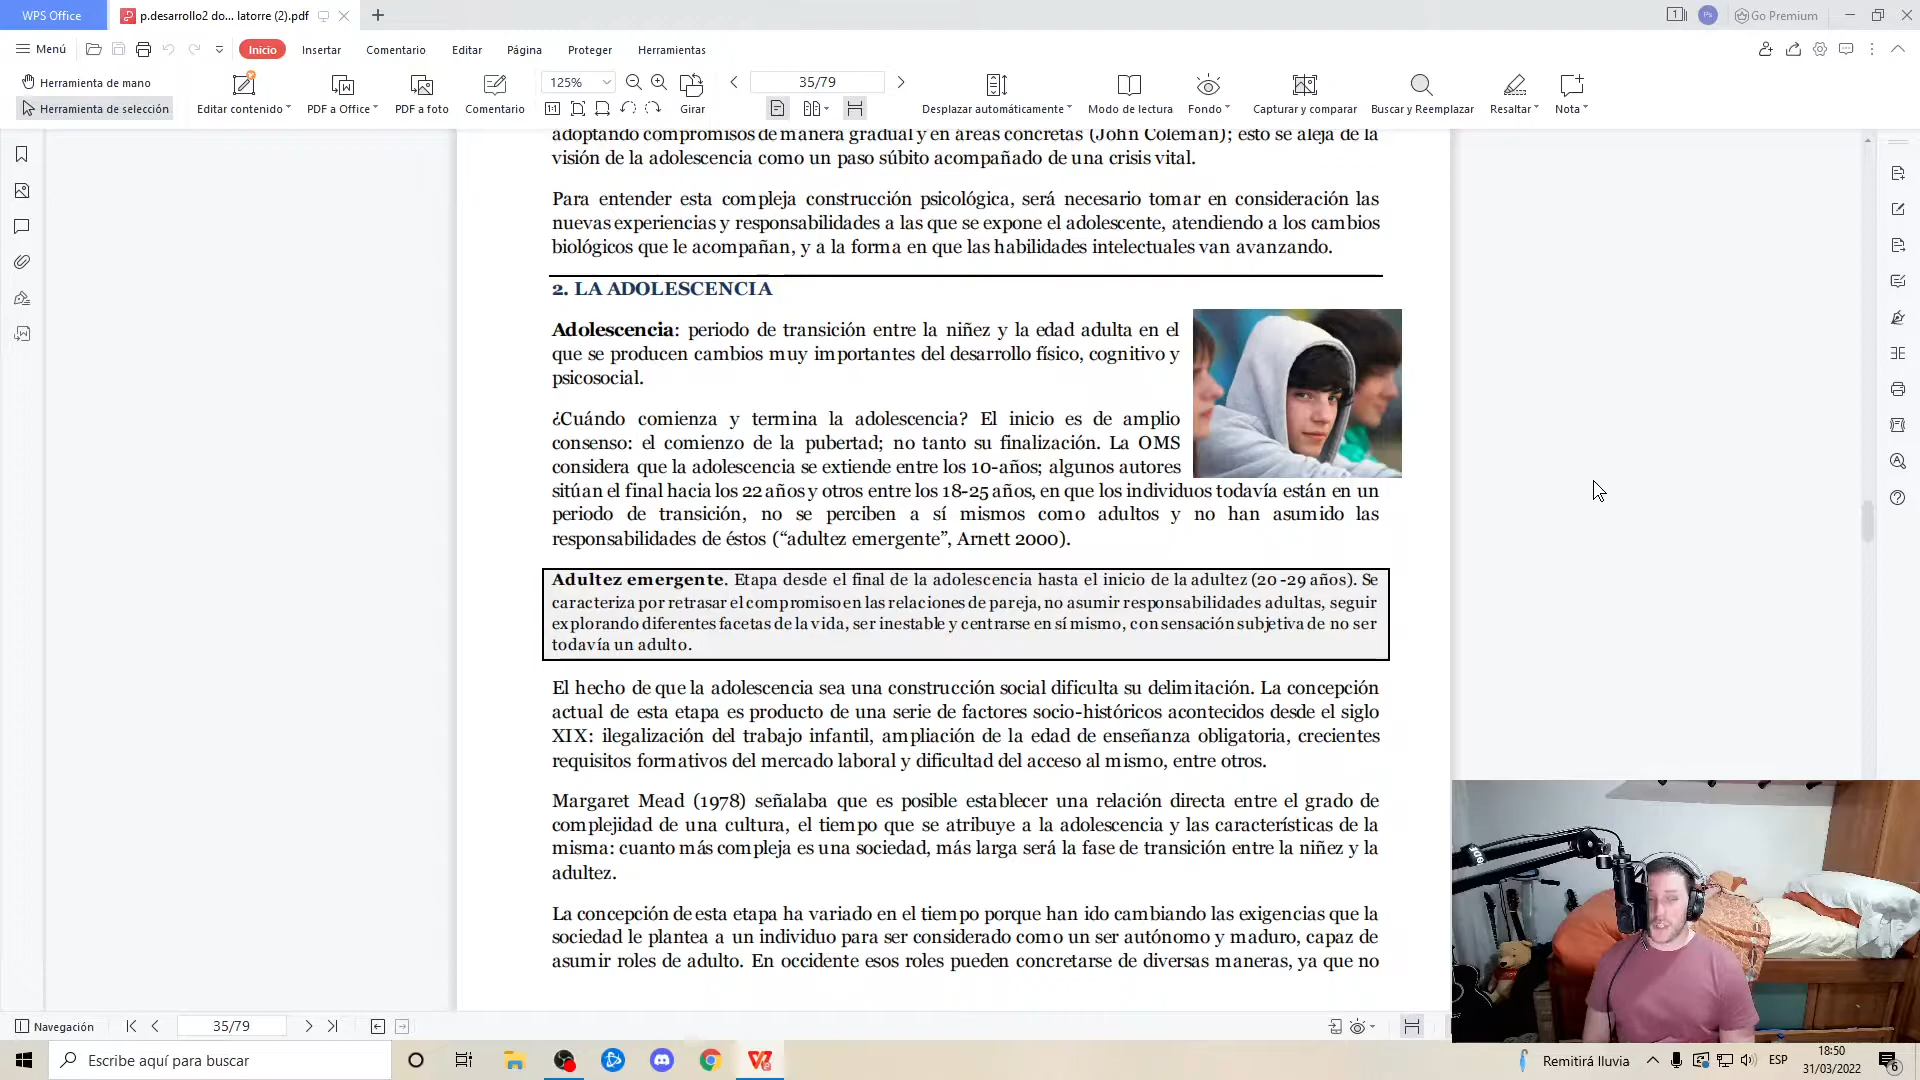 WPS Office
p.desarrollo2 do... latorre (2).pdf
1
Go Premium
Menú
Inicio
Insertar
Comentario
Editar
Página
Proteger
Herramientas
Herramienta de mano
Herramienta de selección
Editar contenido
PDF a Office
PDF a foto
Comentario
125%
Girar
35/79
Desplazar automáticamente
Modo de lectura
Fondo
Capturar y comparar
Buscar y Reemplazar
Resaltar
Nota
adoptando compromisos de manera gradual y en áreas concretas (John Coleman); esto se aleja de la
visión de la adolescencia como un paso súbito acompañado de una crisis vital.
Para entender esta compleja construcción psicológica, será necesario tomar en consideración las
nuevas experiencias y responsabilidades a las que se expone el adolescente, atendiendo a los cambios
biológicos que le acompañan, y a la forma en que las habilidades intelectuales van avanzando.
2. LA ADOLESCENCIA
Adolescencia: periodo de transición entre la niñez y la edad adulta en el
que se producen cambios muy importantes del desarrollo físico, cognitivo y
psicosocial.
¿Cuándo comienza y termina la adolescencia? El inicio es de amplio
consenso: el comienzo de la pubertad; no tanto su finalización. La OMS
considera que la adolescencia se extiende entre los 10-años; algunos autores
sitúan el final hacia los 22 años y otros entre los 18-25 años, en que los individuos todavía están en un
periodo de transición, no se perciben a sí mismos como adultos y no han asumido las
responsabilidades de éstos (“adultez emergente”, Arnett 2000).
Adultez emergente. Etapa desde el final de la adolescencia hasta el inicio de la adultez (20-29 años). Se
caracteriza por retrasar el compromiso en las relaciones de pareja, no asumir responsabilidades adultas, seguir
explorando diferentes facetas de la vida, ser inestable y centrarse en sí mismo, con sensación subjetiva de no ser
todavía un adulto.
El hecho de que la adolescencia sea una construcción social dificulta su delimitación. La concepción
actual de esta etapa es producto de una serie de factores socio-históricos acontecidos desde el siglo
XIX: ilegalización del trabajo infantil, ampliación de la edad de enseñanza obligatoria, crecientes
requisitos formativos del mercado laboral y dificultad del acceso al mismo, entre otros.
Margaret Mead (1978) señalaba que es posible establecer una relación directa entre el grado de
complejidad de una cultura, el tiempo que se atribuye a la adolescencia y las características de la
misma: cuanto más compleja es una sociedad, más larga será la fase de transición entre la niñez y la
adultez.
La concepción de esta etapa ha variado en el tiempo porque han ido cambiando las exigencias que la
sociedad le plantea a un individuo para ser considerado como un ser autónomo y maduro, capaz de
asumir roles de adulto. En occidente esos roles pueden concretarse de diversas maneras, ya que no
Navegación
35/79
Escribe aquí para buscar
Remitirá lluvia
ESP
18:50
31/03/2022
6